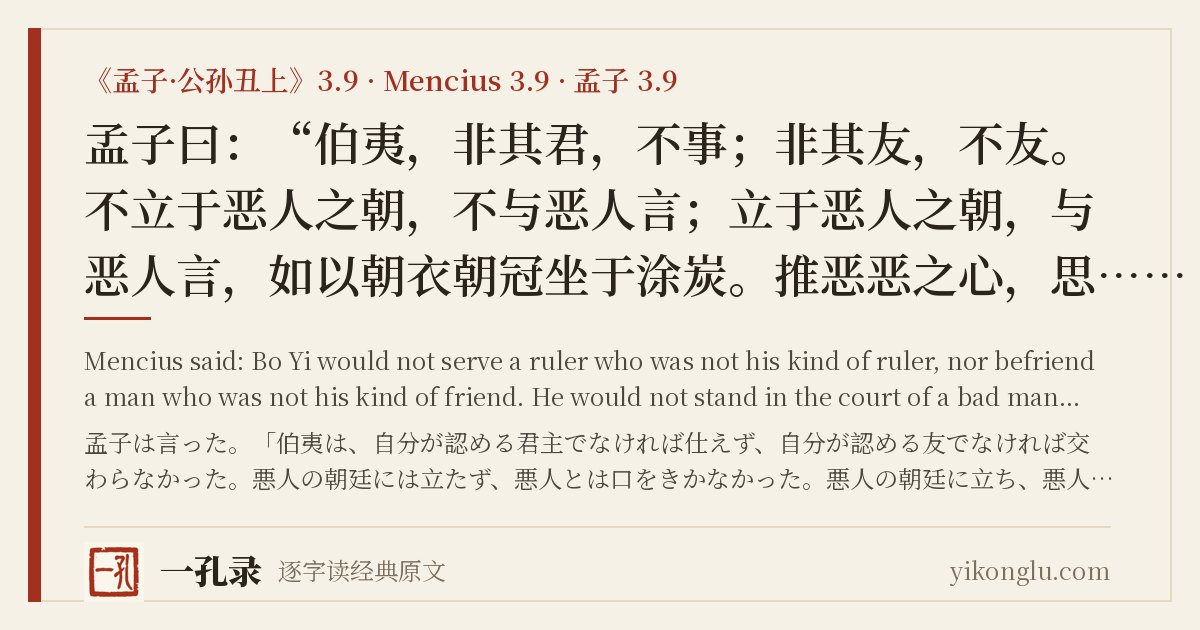 《孟子·公孙丑上》3.9 · Mencius 3.9 · 孟子 3.9
孟子曰：“伯夷，非其君，不事；非其友，不友。
不立于恶人之朝，不与恶人言；立于恶人之朝，与
恶人言，如以朝衣朝冠坐于涂炭。推恶恶之心，思……
Mencius said: Bo Yi would not serve a ruler who was not his kind of ruler, nor befriend
a man who was not his kind of friend. He would not stand in the court of a bad man...
孟子は言った。「伯夷は、自分が認める君主でなければ仕えず、自分が認める友でなければ交
わらなかった。悪人の朝廷には立たず、悪人とは口をきかなかった。悪人の朝廷に立ち、悪人…
一孔
一孔录 逐字读经典原文 yikonglu.com